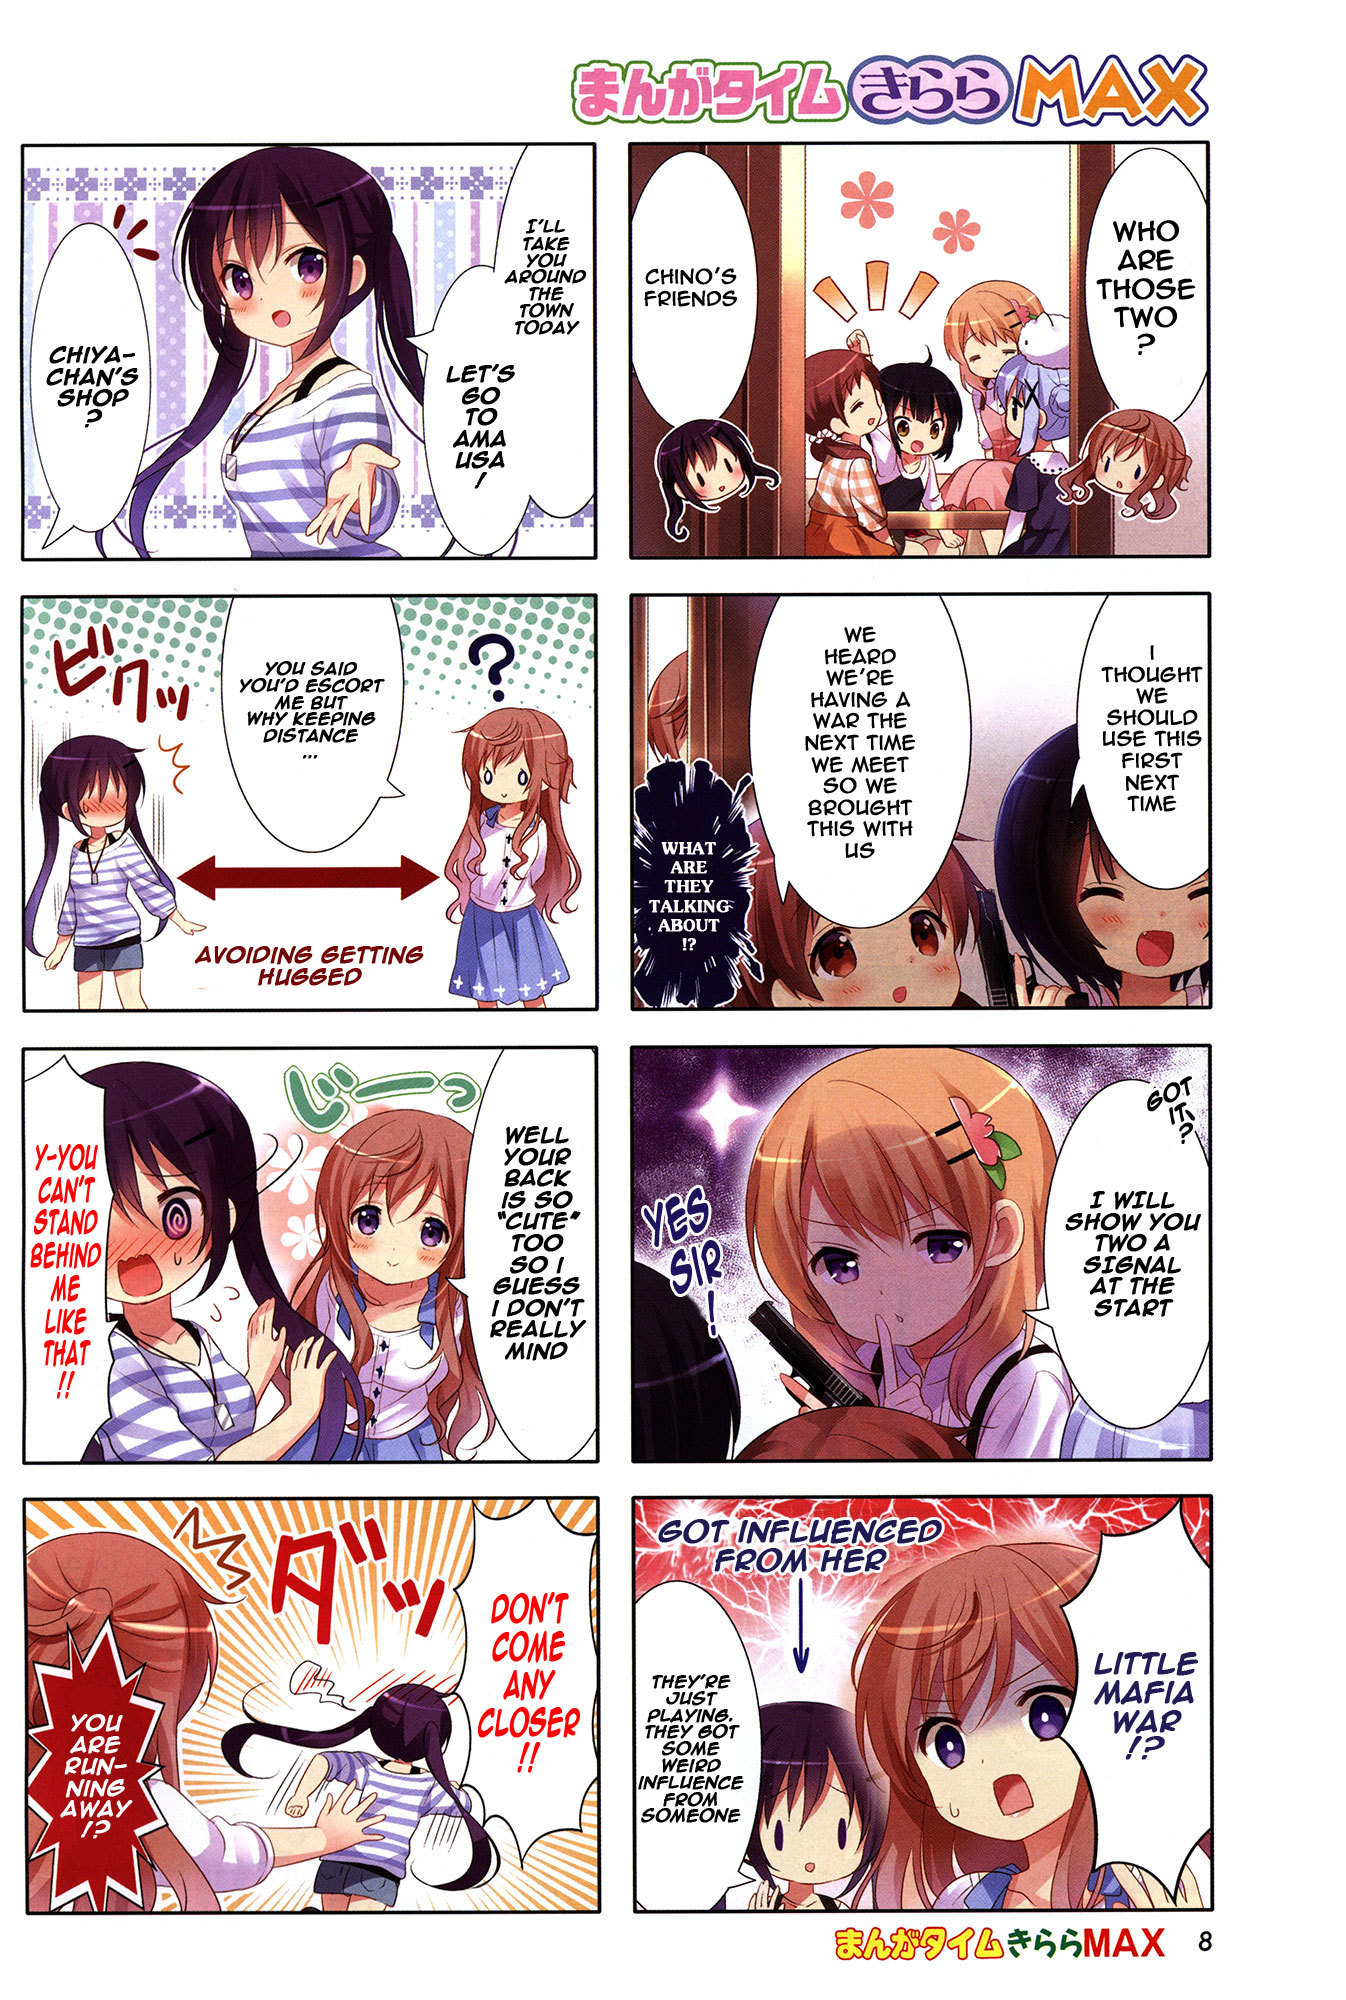 まんがタイムきららMAX
WHO
ARE
THOSE
TWO
?
CHINO'S
FRIENDS
I
THOUGHT
WE
SHOULD
USE THIS
FIRST
NEXT
TIME
WE
HEARD
WE'RE
HAVING A
WAR THE
NEXT TIME
WE MEET
SO WE
BROUGHT
THIS WITH
US
WHAT
ARE
THEY
TALKING
ABOUT
!?
GOT
IT?
I WILL
SHOW YOU
TWO A
SIGNAL
AT THE
START
YES
SIR!
LITTLE
MAFIA
WAR
!?
GOT INFLUENCED
FROM HER
THEY'RE
JUST
PLAYING.
THEY GOT
SOME
WEIRD
INFLUENCE
FROM
SOMEONE
I'LL
TAKE
YOU
AROUND
THE
TOWN
TODAY
LET'S
GO
TO
AMA
USA
!
CHIYA-
CHAN'S
SHOP
?
?
YOU SAID
YOU'D ESCORT
ME BUT
WHY KEEPING
DISTANCE
...
ビクッ
AVOIDING GETTING
HUGGED
WELL
YOUR
BACK
IS SO
"CUTE"
TOO
SO I
GUESS
I DON'T
REALLY
MIND
じーっ
Y-YOU
CAN'T
STAND
BEHIND
ME
LIKE
THAT
!!
DON'T
COME
ANY
CLOSER
!!
ダッ
YOU
ARE
RUN-
NING
AWAY
!?
まんがタイムきららMAX
8